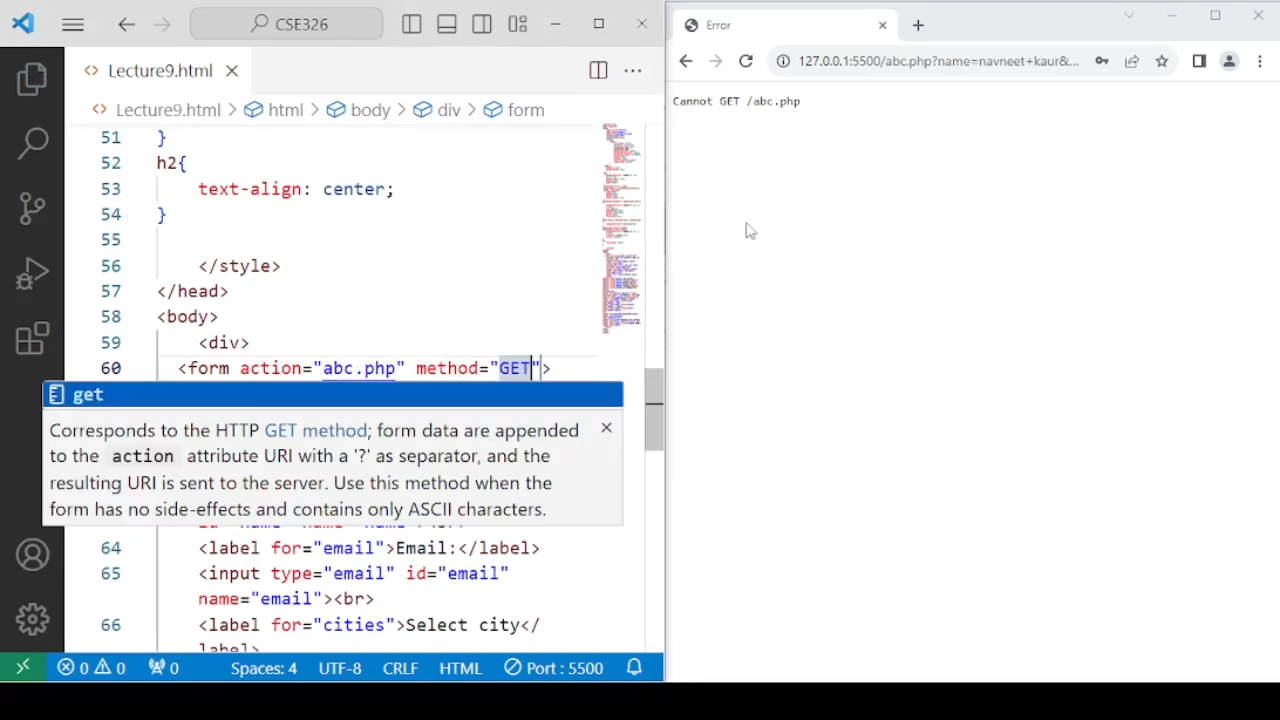 CSE326
Lecture9.html
Lecture9.html > html > body > div > form
51 }
52 h2{
53 text-align: center;
54 }
55
56 </style>
57 </head>
58 <body>
59 <div>
60 <form action="abc.php" method="GET">
get
Corresponds to the HTTP GET method; form data are appended
to the action attribute URI with a '?' as separator, and the
resulting URI is sent to the server. Use this method when the
form has no side-effects and contains only ASCII characters.
64 <label for="email">Email:</label>
65 <input type="email" id="email"
name="email"><br>
66 <label for="cities">Select city</
label>
0 0 0 Spaces: 4 UTF-8 CRLF HTML Port : 5500
Error
127.0.0.1:5500/abc.php?name=navneet+kaur&...
Cannot GET /abc.php